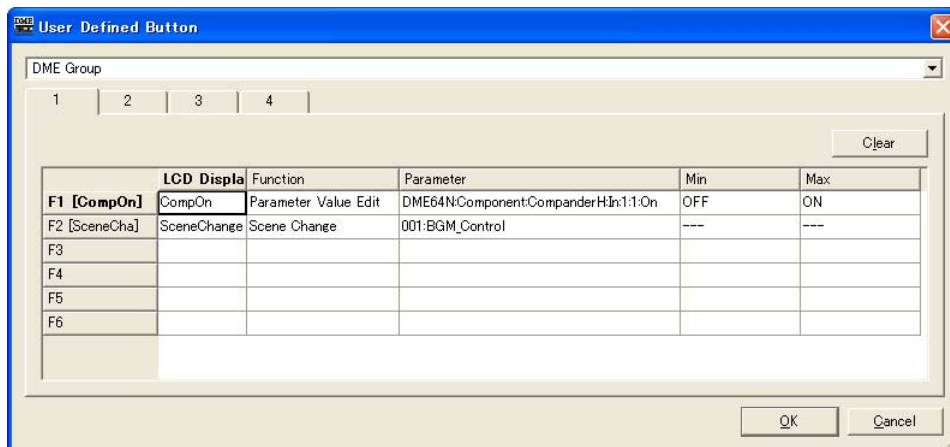 DME
User Defined Button
DME Group
1 2 3 4
Clear
LCD Displa Function Parameter Min Max
F1 [CompOn] CompOn Parameter Value Edit DME64N:Component:CompanderH:In:1:1:On OFF ON
F2 [SceneCha] SceneChange Scene Change 001:BGM_Control --- ---
F3
F4
F5
F6
OK Cancel